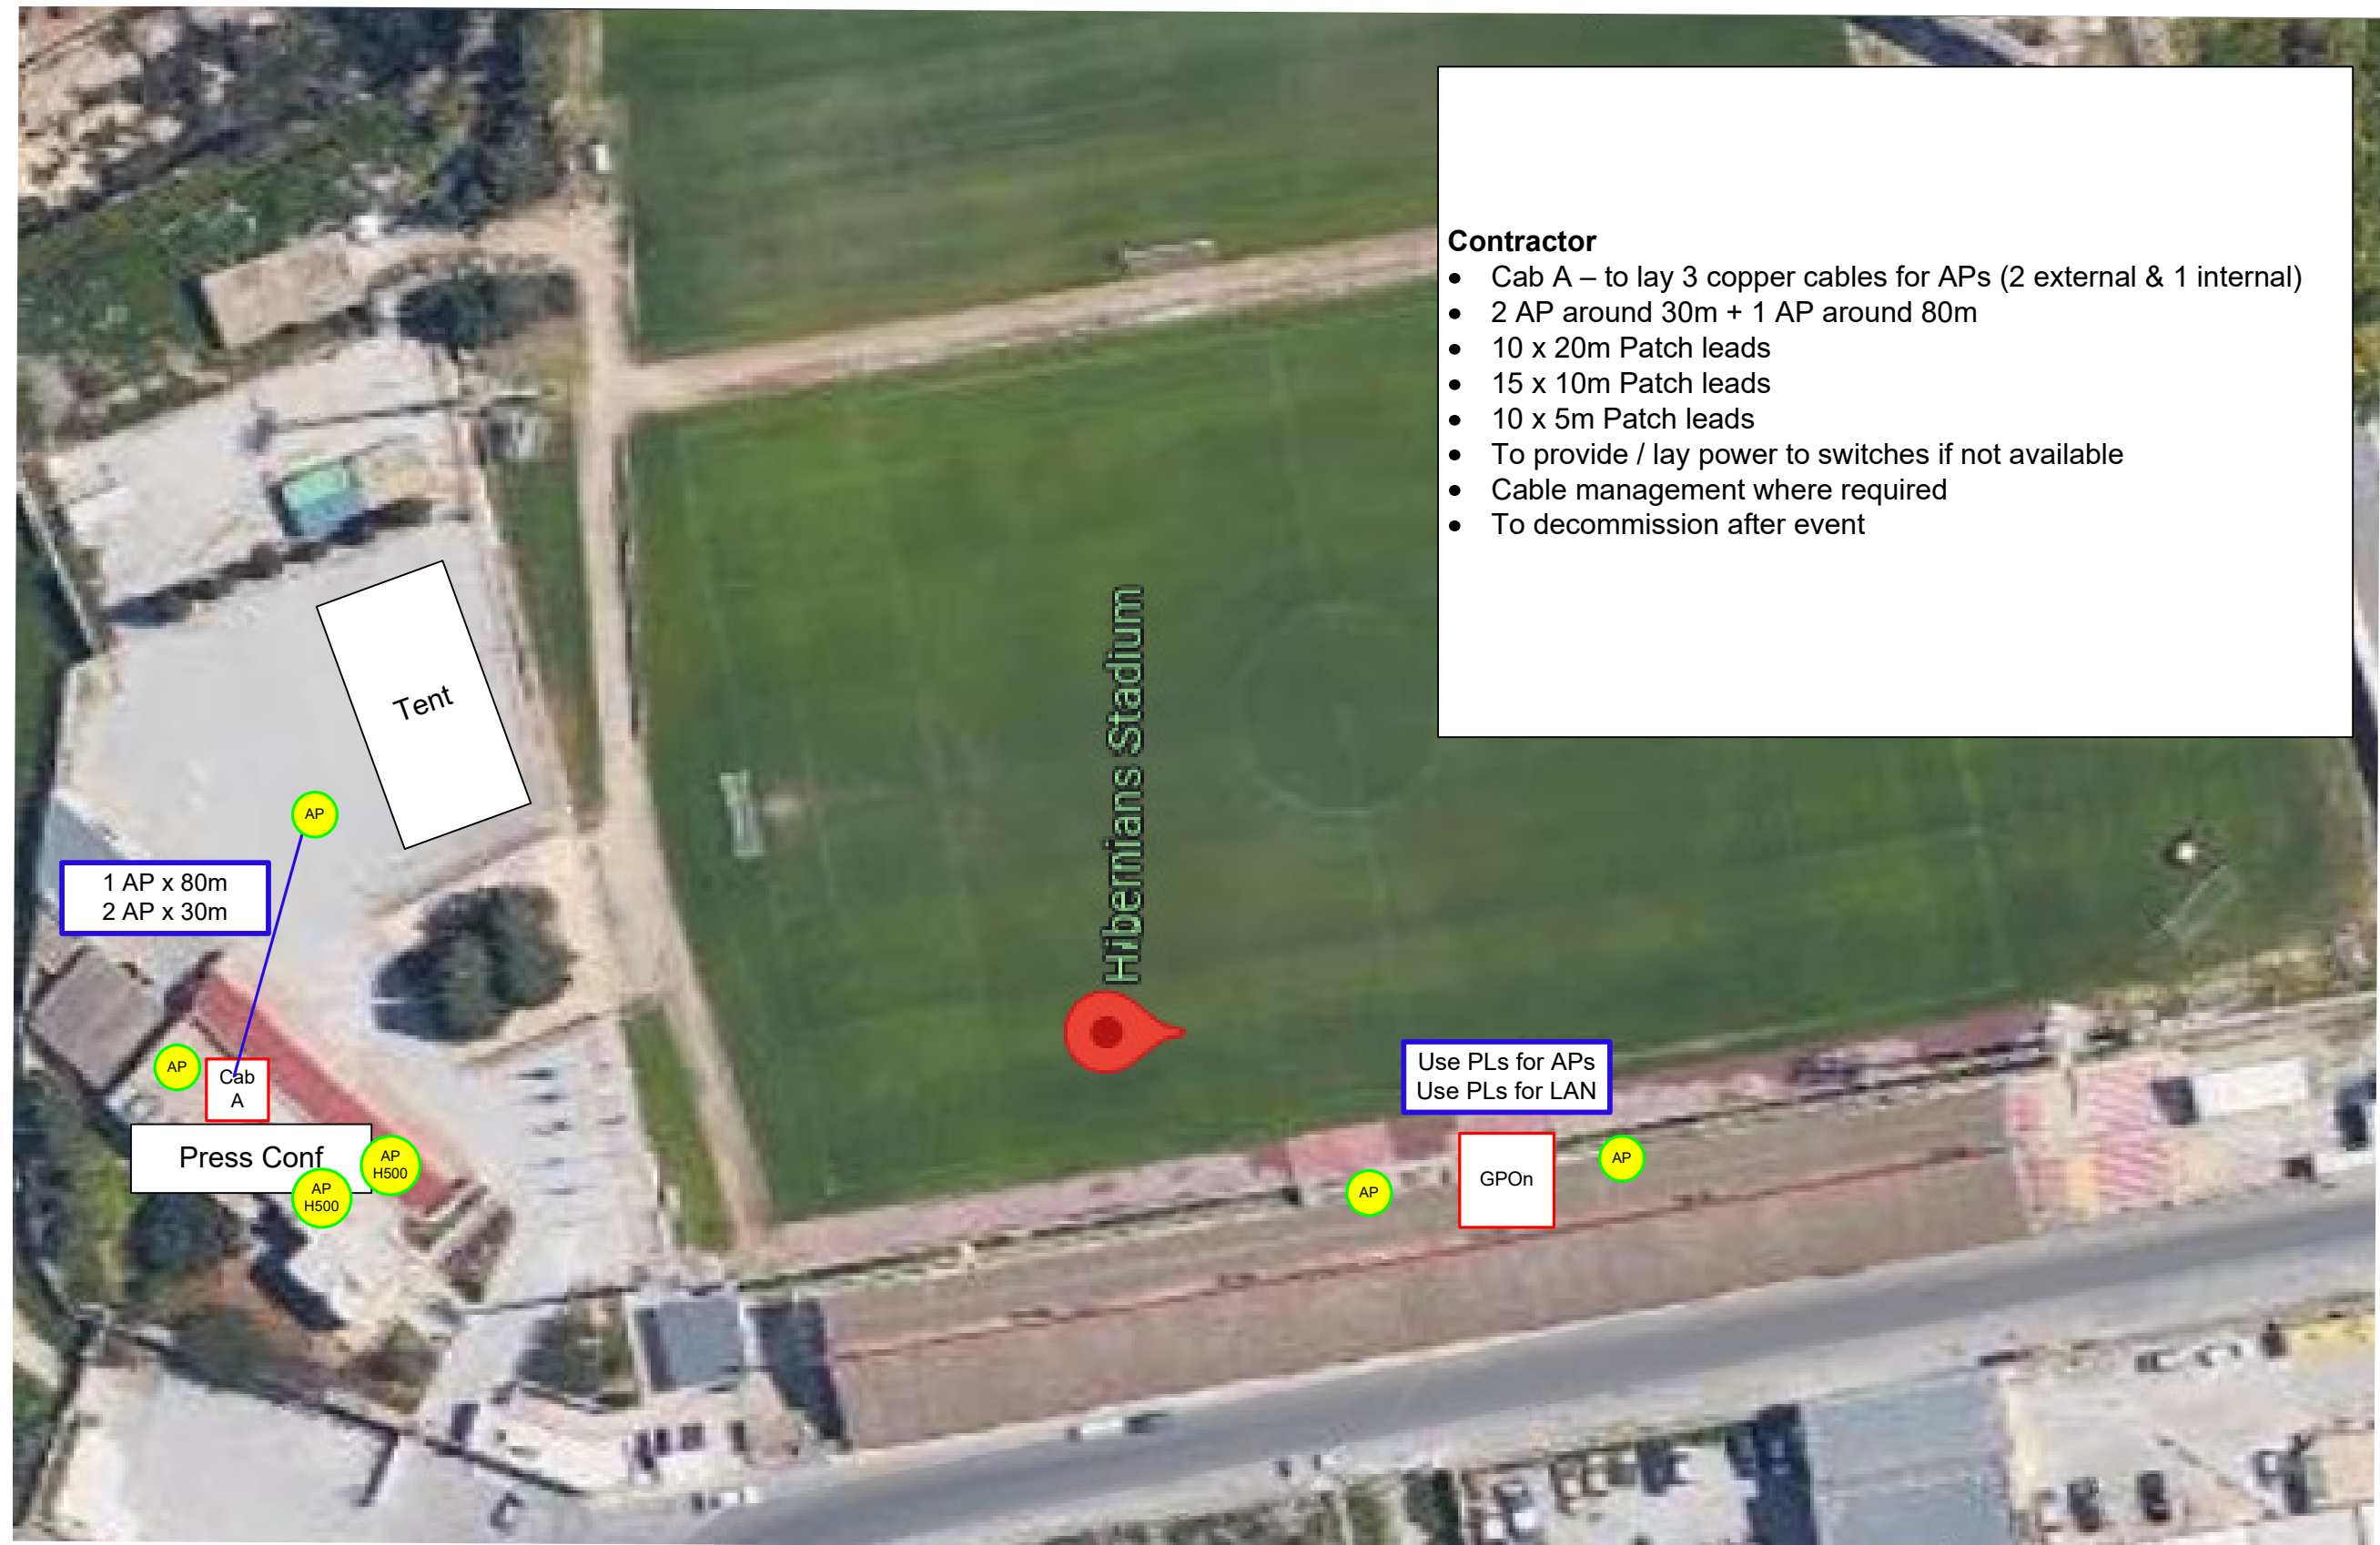 Contractor
• Cab A – to lay 3 copper cables for APs (2 external & 1 internal)
• 2 AP around 30m + 1 AP around 80m
• 10 x 20m Patch leads
• 15 x 10m Patch leads
• 10 x 5m Patch leads
• To provide / lay power to switches if not available
• Cable management where required
• To decommission after event
Tent
Hibernians Stadium
AP
1 AP x 80m
2 AP x 30m
AP
Cab
A
Press Conf
AP
H500
AP
H500
Use PLs for APs
Use PLs for LAN
AP
GPOn
AP